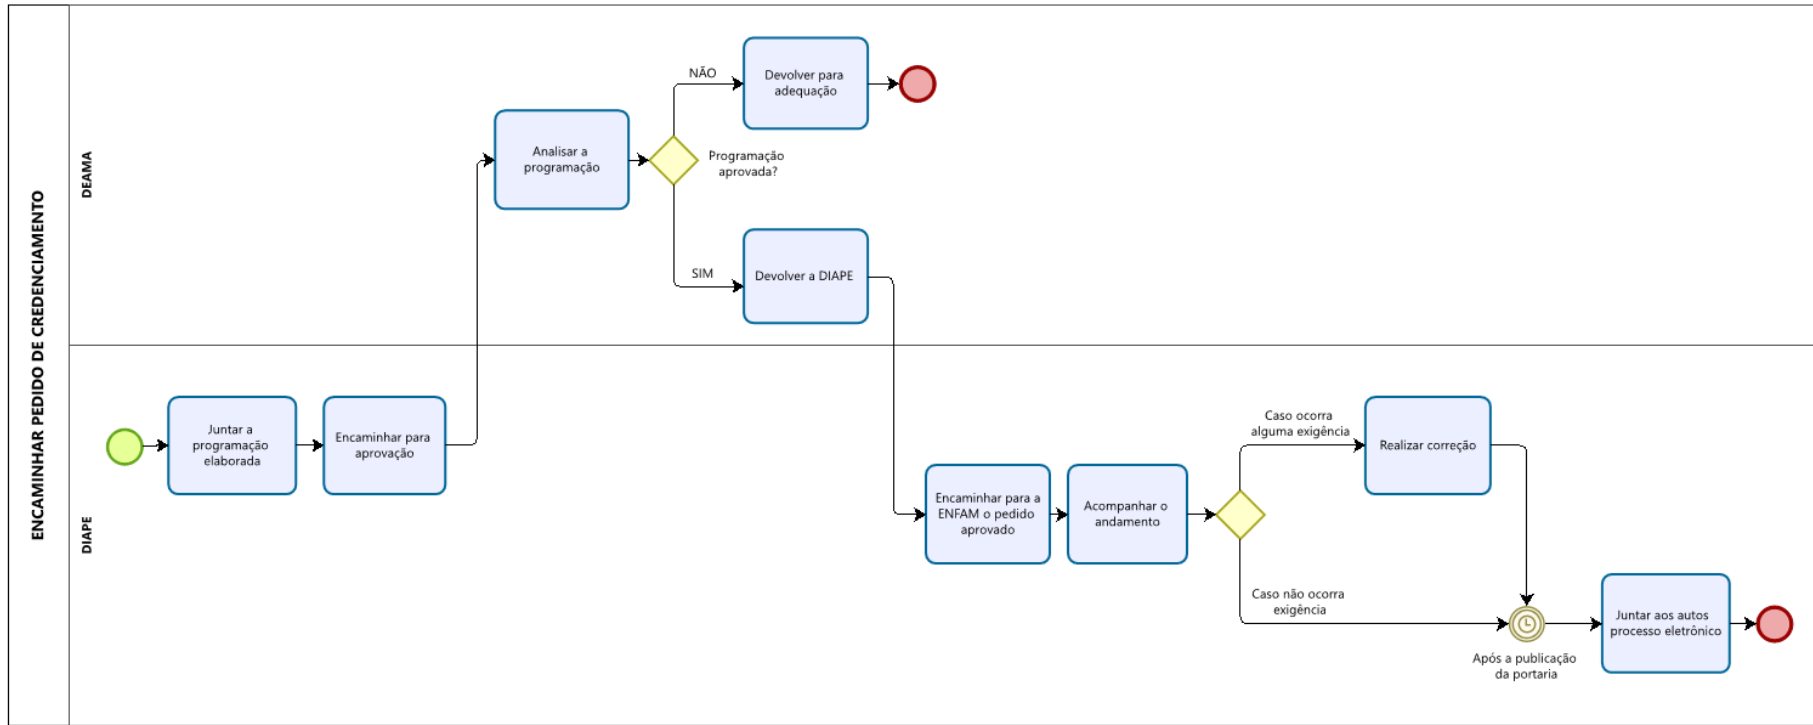 ENCAMINHAR PEDIDO DE CREDENCIAMENTO
DEAMA
Analisar a
programação
NÃO
Devolver para
adequação
Programação
aprovada?
SIM
Devolver a DIAPE
DIAPE
Juntar a
programação
elaborada
Encaminhar para
aprovação
Encaminhar para a
ENFAM o pedido
aprovado
Acompanhar o
andamento
Caso ocorra
alguma exigência
Realizar correção
Caso não ocorra
exigência
Após a publicação
da portaria
Juntar aos autos
processo eletrônico